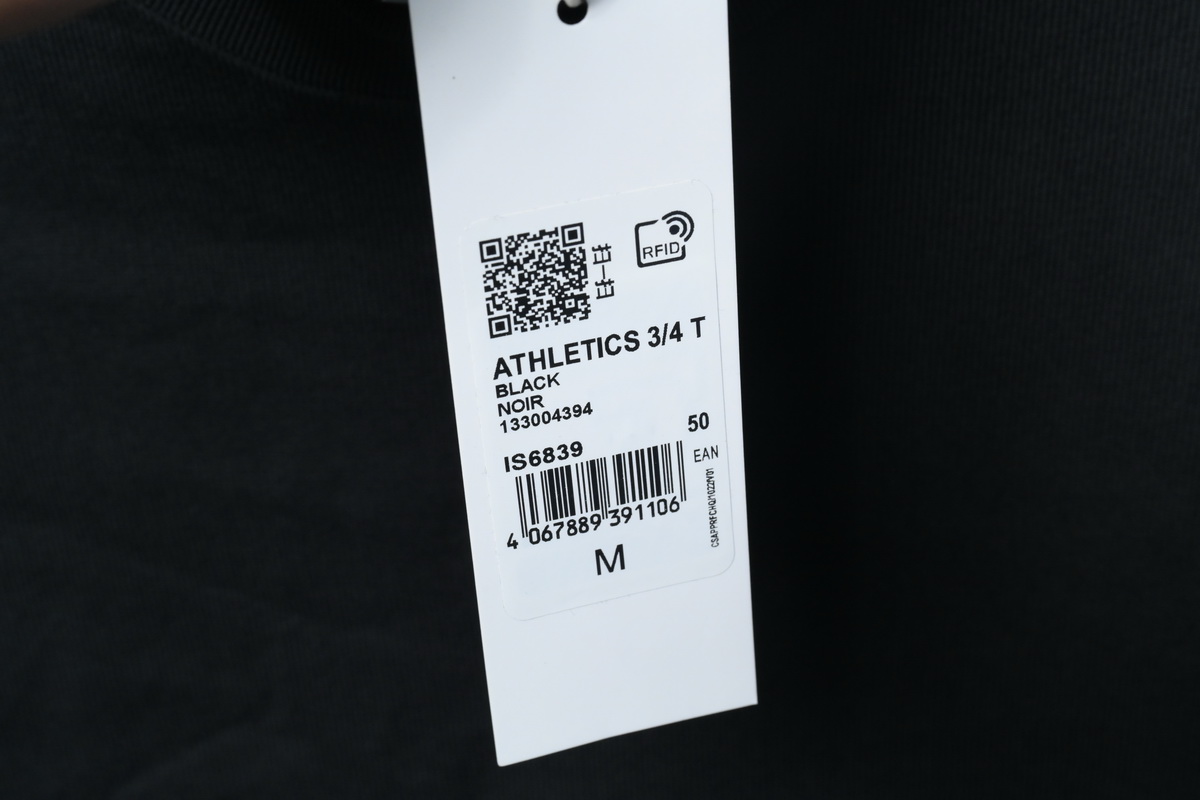 RFID
ATHLETICS 3/4 T
BLACK
NOIR
133004394
50
IS6839
EAN
4 067889 391106
M